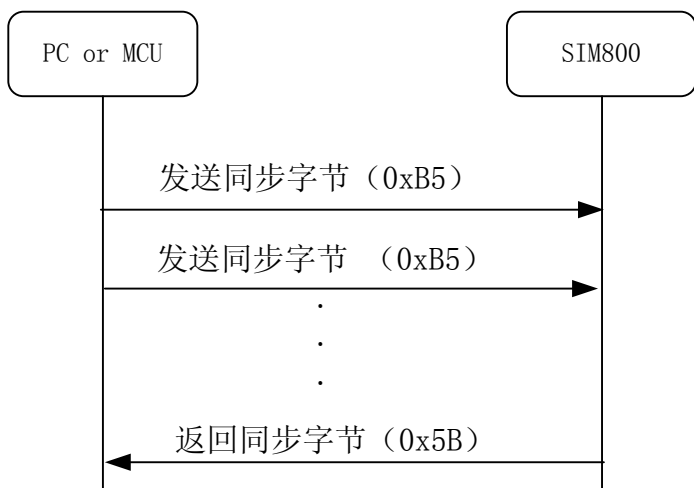 PC or MCU
SIM800
发送同步字节（0xB5）
发送同步字节 （0xB5）
.
.
.
返回同步字节（0x5B）